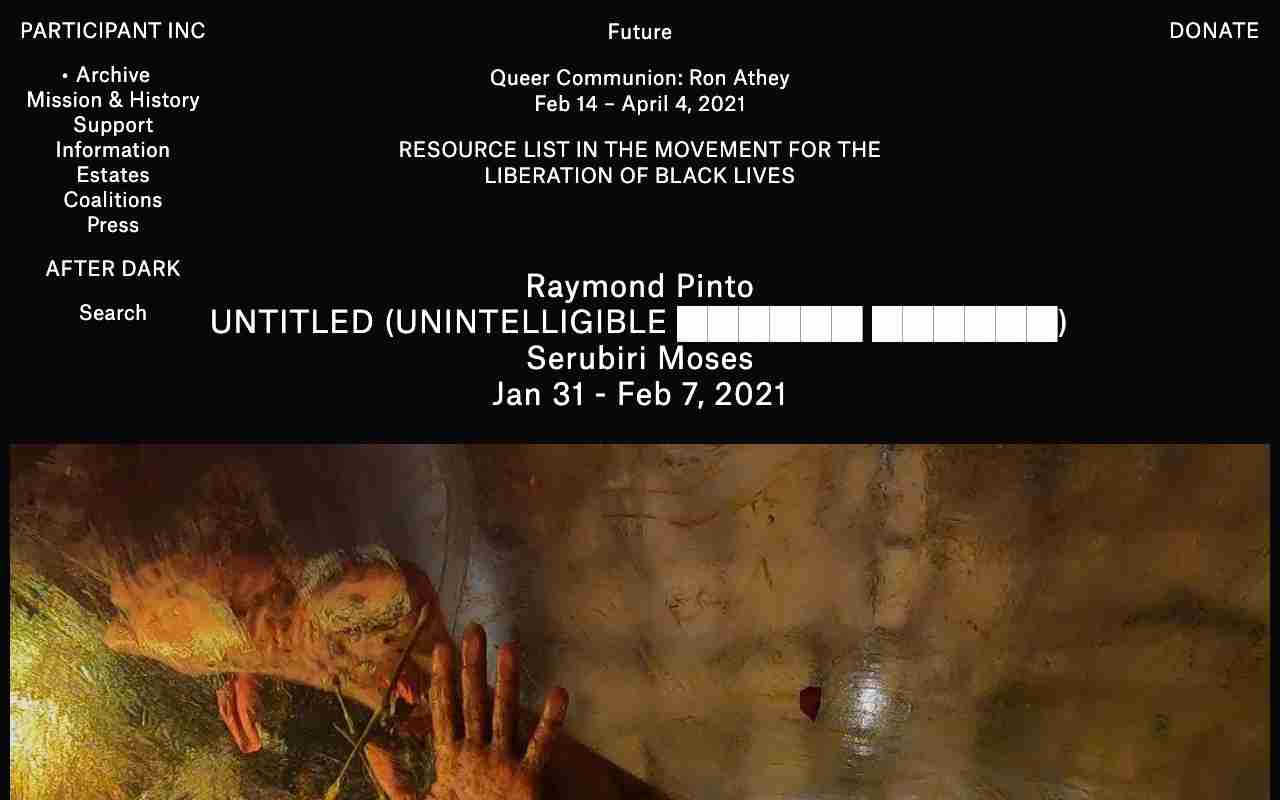 PARTICIPANT INC
• Archive
Mission & History
Support
Information
Estates
Coalitions
Press
AFTER DARK
Search
Future
Queer Communion: Ron Athey
Feb 14 – April 4, 2021
RESOURCE LIST IN THE MOVEMENT FOR THE
LIBERATION OF BLACK LIVES
DONATE
Raymond Pinto
UNTITLED (UNINTELLIGIBLE ██████ ██████)
Serubiri Moses
Jan 31 - Feb 7, 2021